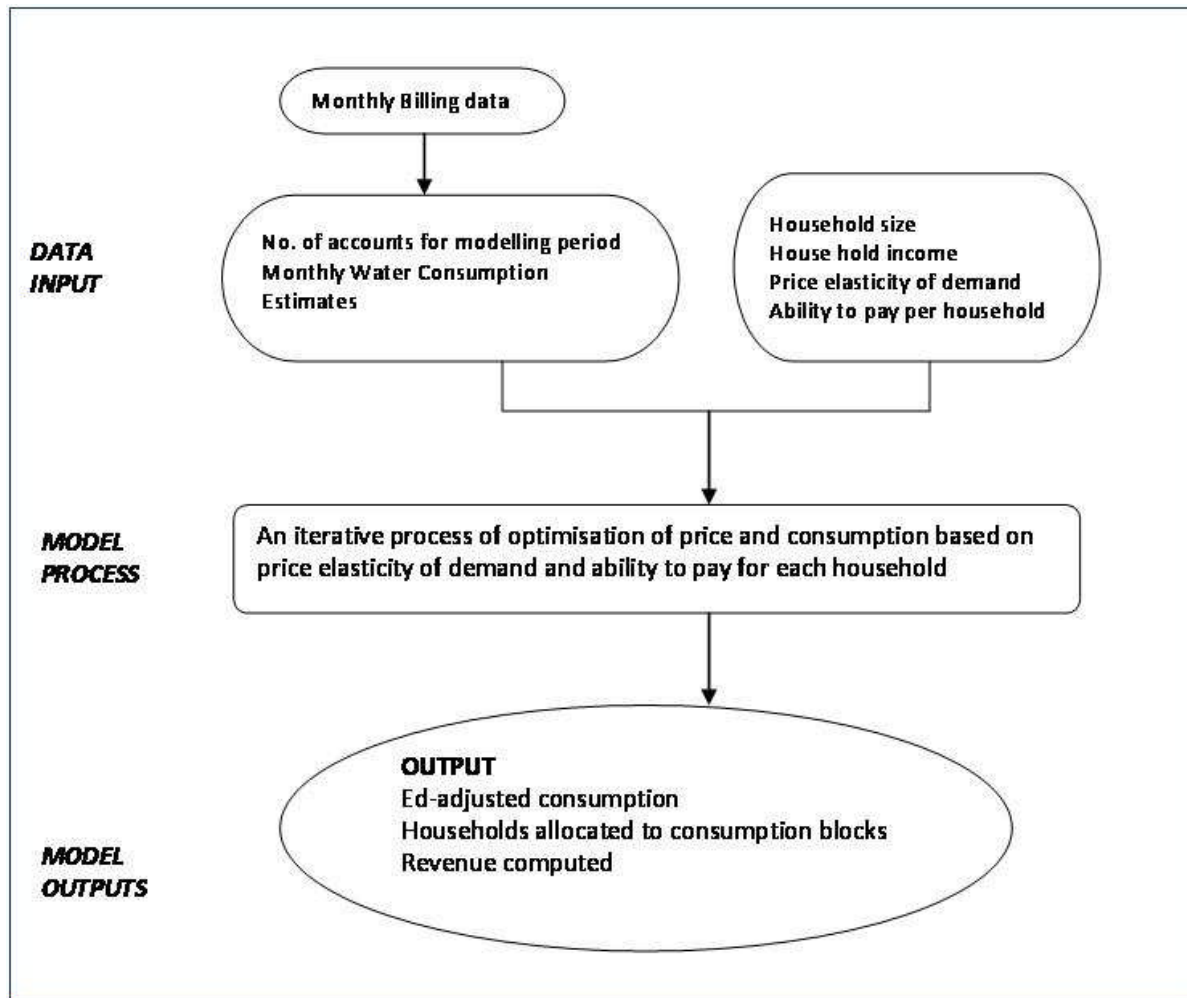 Monthly Billing data
DATA
INPUT
No. of accounts for modelling period
Monthly Water Consumption
Estimates
Household size
House hold income
Price elasticity of demand
Ability to pay per household
MODEL
PROCESS
An iterative process of optimisation of price and consumption based on
price elasticity of demand and ability to pay for each household
MODEL
OUTPUTS
OUTPUT
Ed-adjusted consumption
Households allocated to consumption blocks
Revenue computed